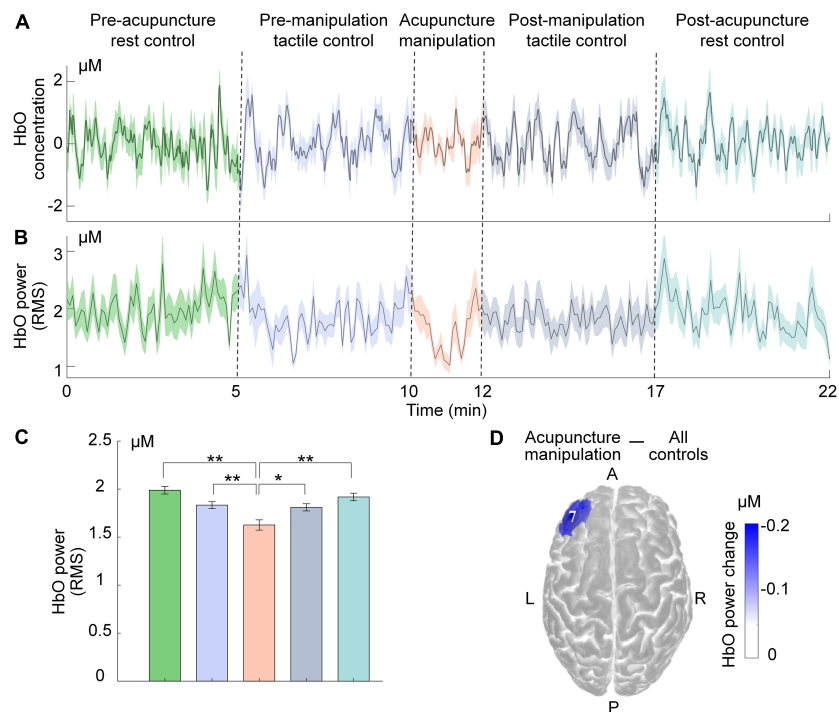 A
Pre-acupuncture
rest control
Pre-manipulation
tactile control
Acupuncture
manipulation
Post-manipulation
tactile control
Post-acupuncture
rest control
µM
2
0
-2
HbO
concentration
B
µM
3
2
1
HbO power
(RMS)
0
5
10
12
17
22
Time (min)
C
µM
2.5
2
1.5
1
0.5
0
HbO power
(RMS)
**
**
**
*
D
Acupuncture
manipulation
—
All
controls
A
7
L
R
P
µM
-0.2
-0.1
0
HbO power change